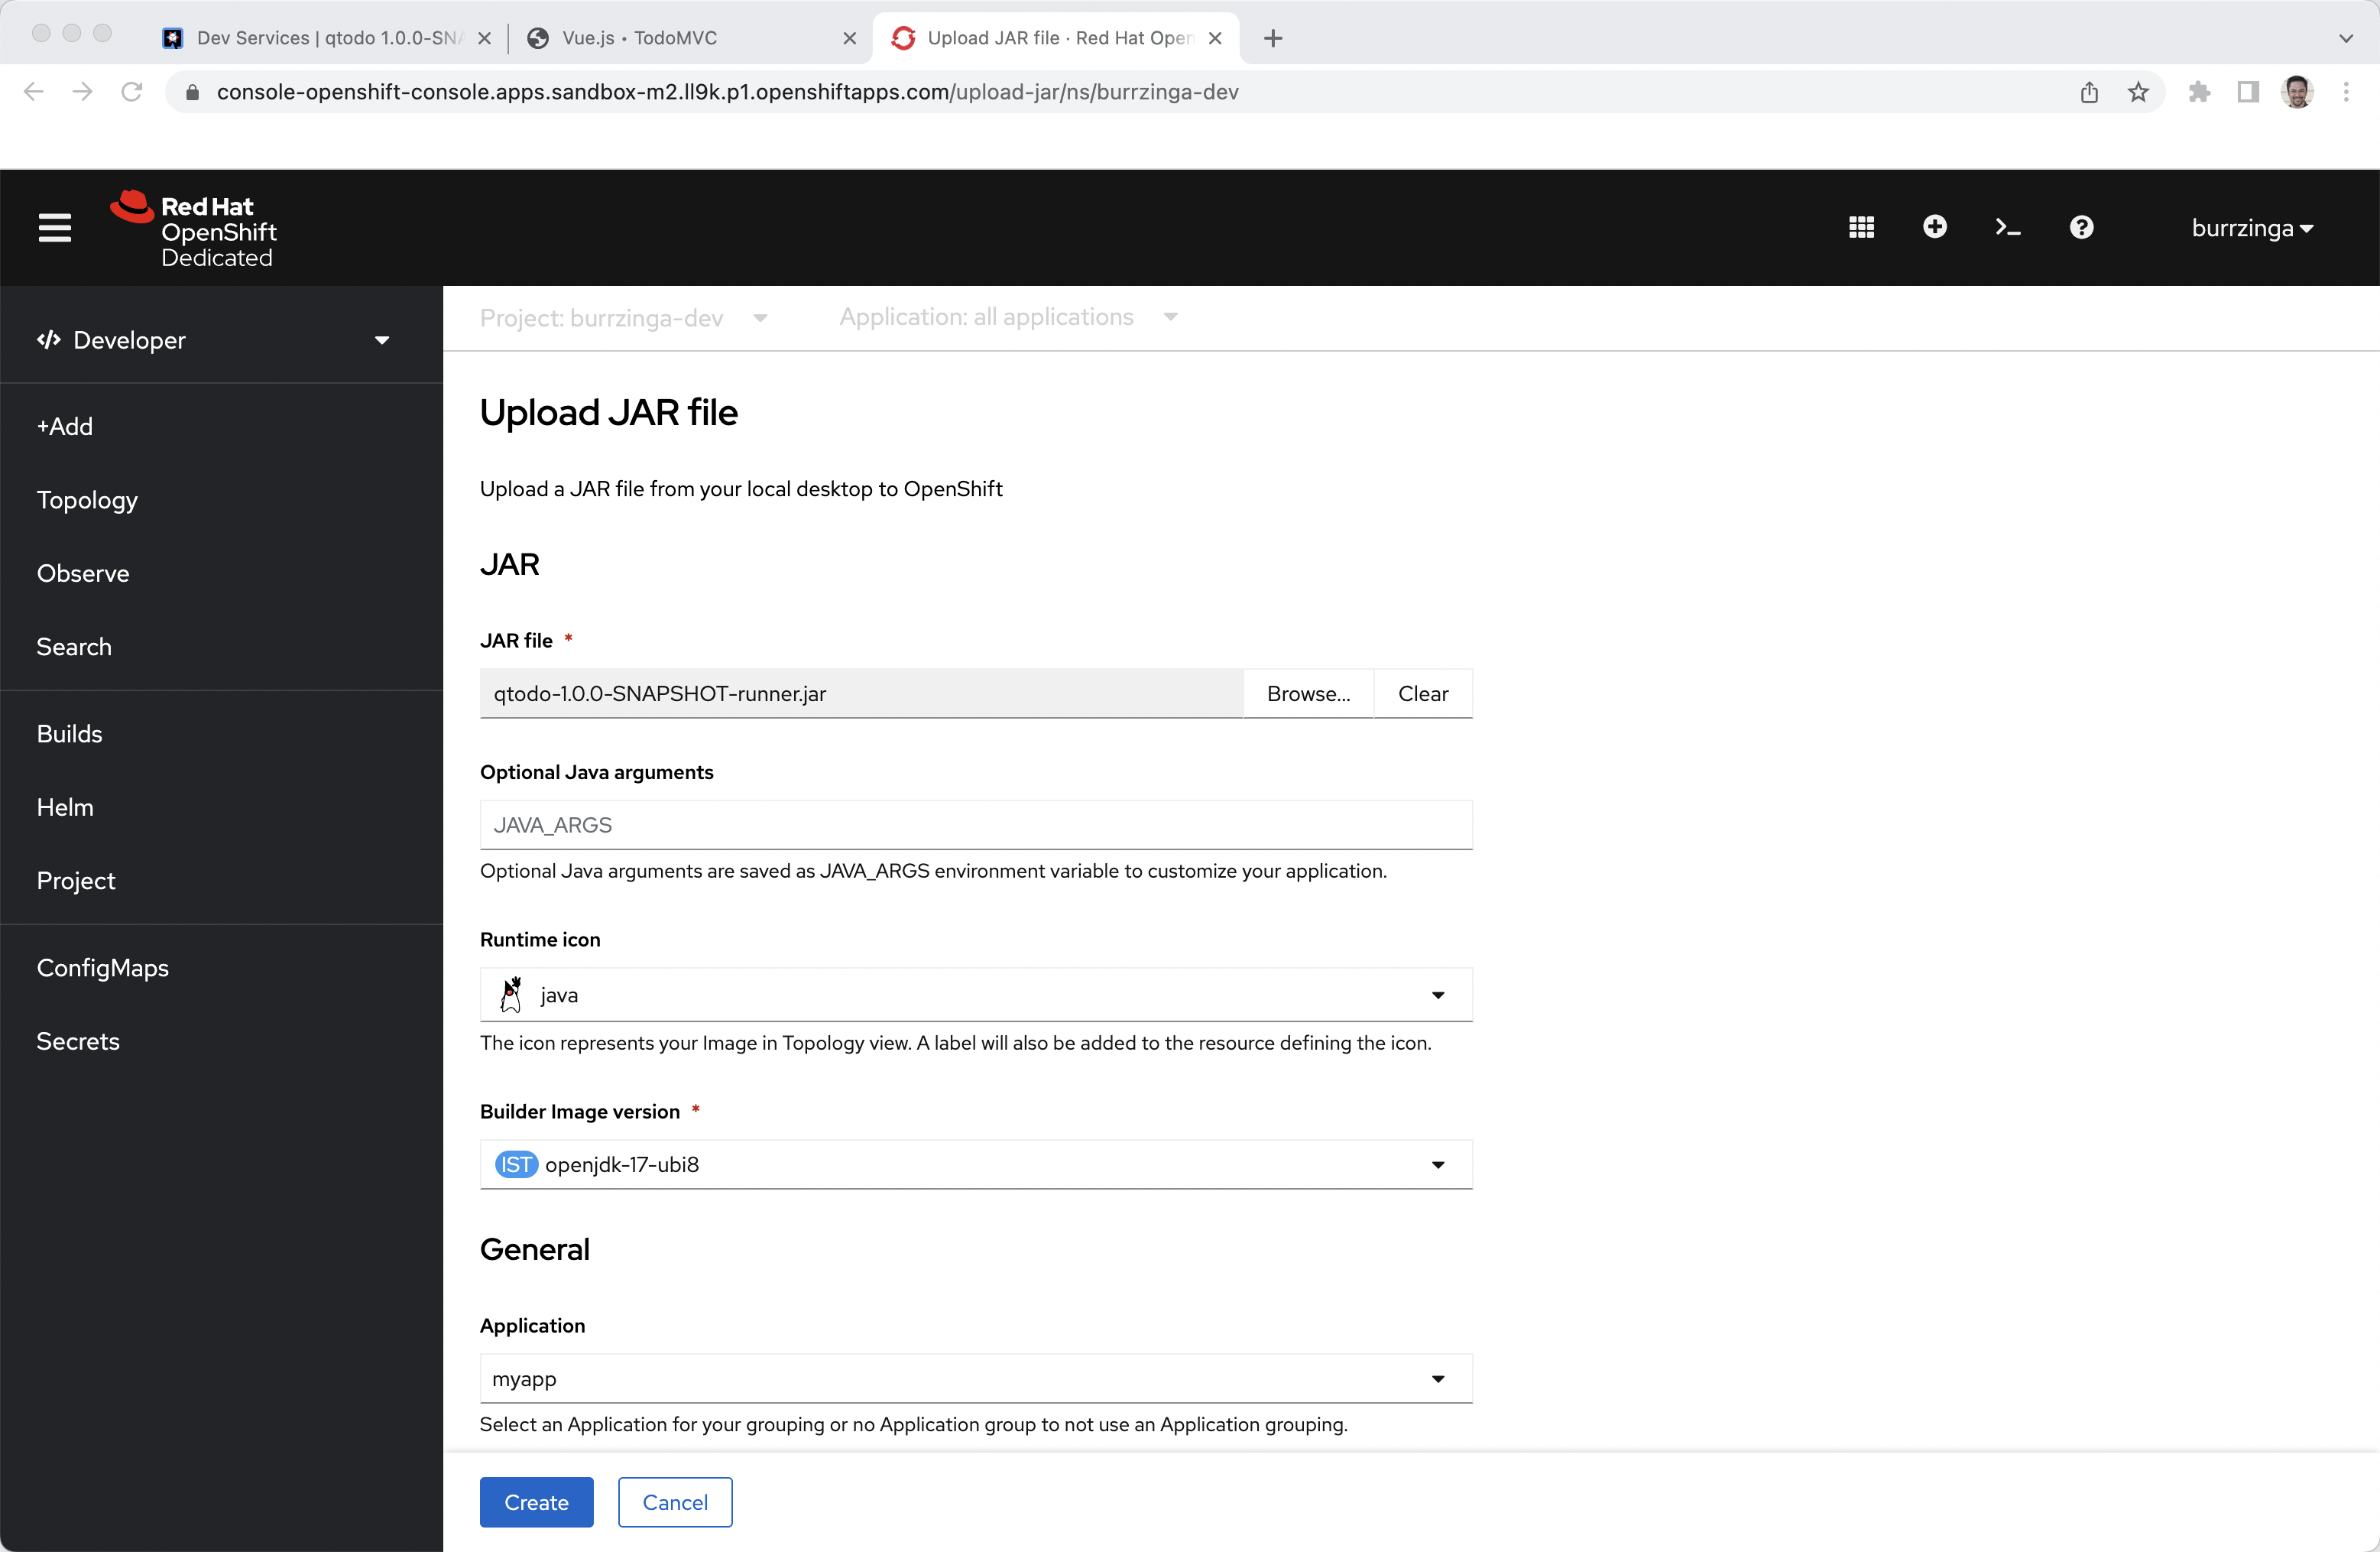 Dev Services | qtodo 1.0.0-SNA
Vue.js • TodoMVC
Upload JAR file · Red Hat Open
console-openshift-console.apps.sandbox-m2.ll9k.p1.openshiftapps.com/upload-jar/ns/burrzinga-dev
Red Hat
OpenShift
Dedicated
burrzinga
Developer
+Add
Topology
Observe
Search
Builds
Helm
Project
ConfigMaps
Secrets
Project: burrzinga-dev
Application: all applications
Upload JAR file
Upload a JAR file from your local desktop to OpenShift
JAR
JAR file *
qtodo-1.0.0-SNAPSHOT-runner.jar
Browse...
Clear
Optional Java arguments
JAVA_ARGS
Optional Java arguments are saved as JAVA_ARGS environment variable to customize your application.
Runtime icon
java
The icon represents your Image in Topology view. A label will also be added to the resource defining the icon.
Builder Image version *
IST openjdk-17-ubi8
General
Application
myapp
Select an Application for your grouping or no Application group to not use an Application grouping.
Create
Cancel